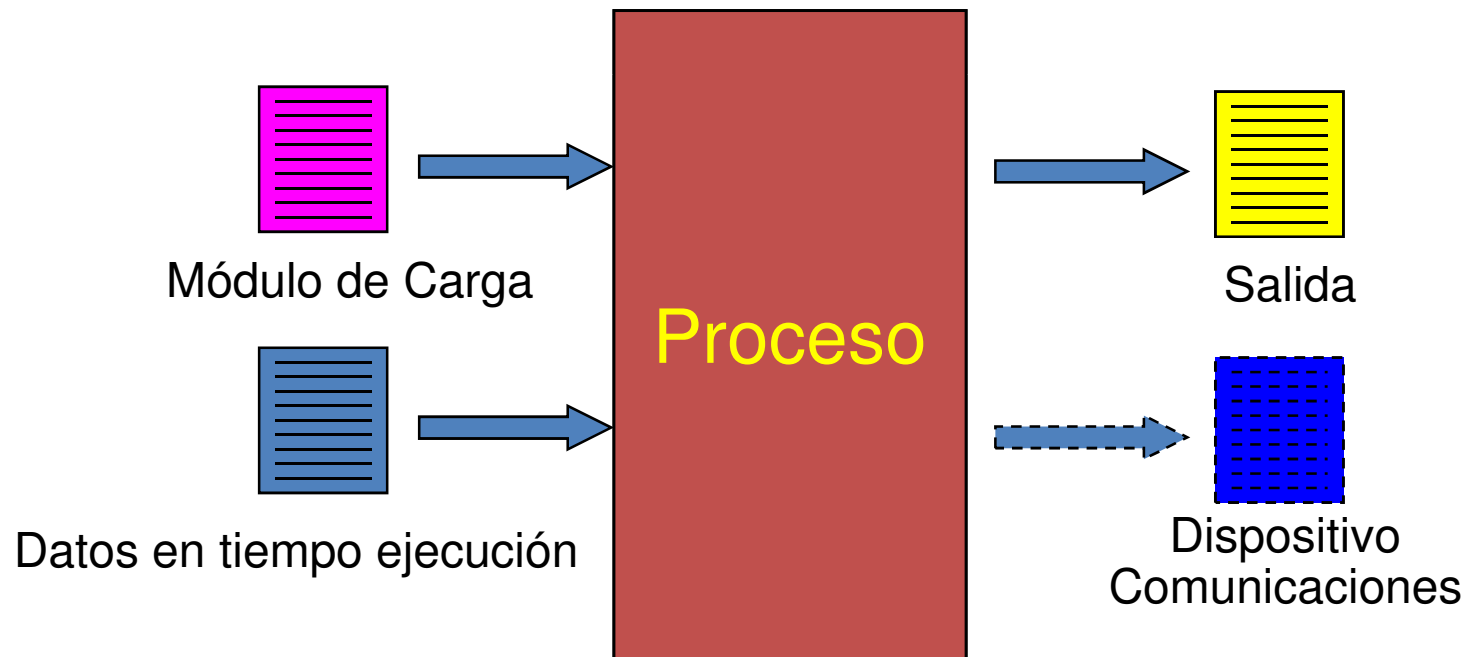 Módulo de Carga
Datos en tiempo ejecución
Proceso
Salida
Dispositivo
Comunicaciones